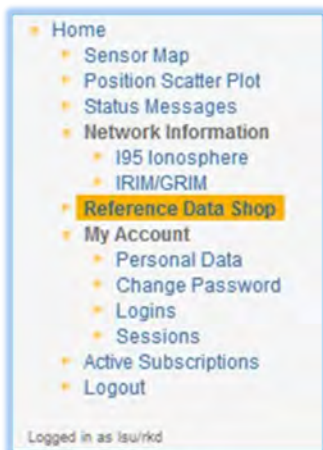 Home
Sensor Map
Position Scatter Plot
Status Messages
Network Information
I95 Ionosphere
IRIM/GRIM
Reference Data Shop
My Account
Personal Data
Change Password
Logins
Sessions
Active Subscriptions
Logout
Logged in as lsu/rkd